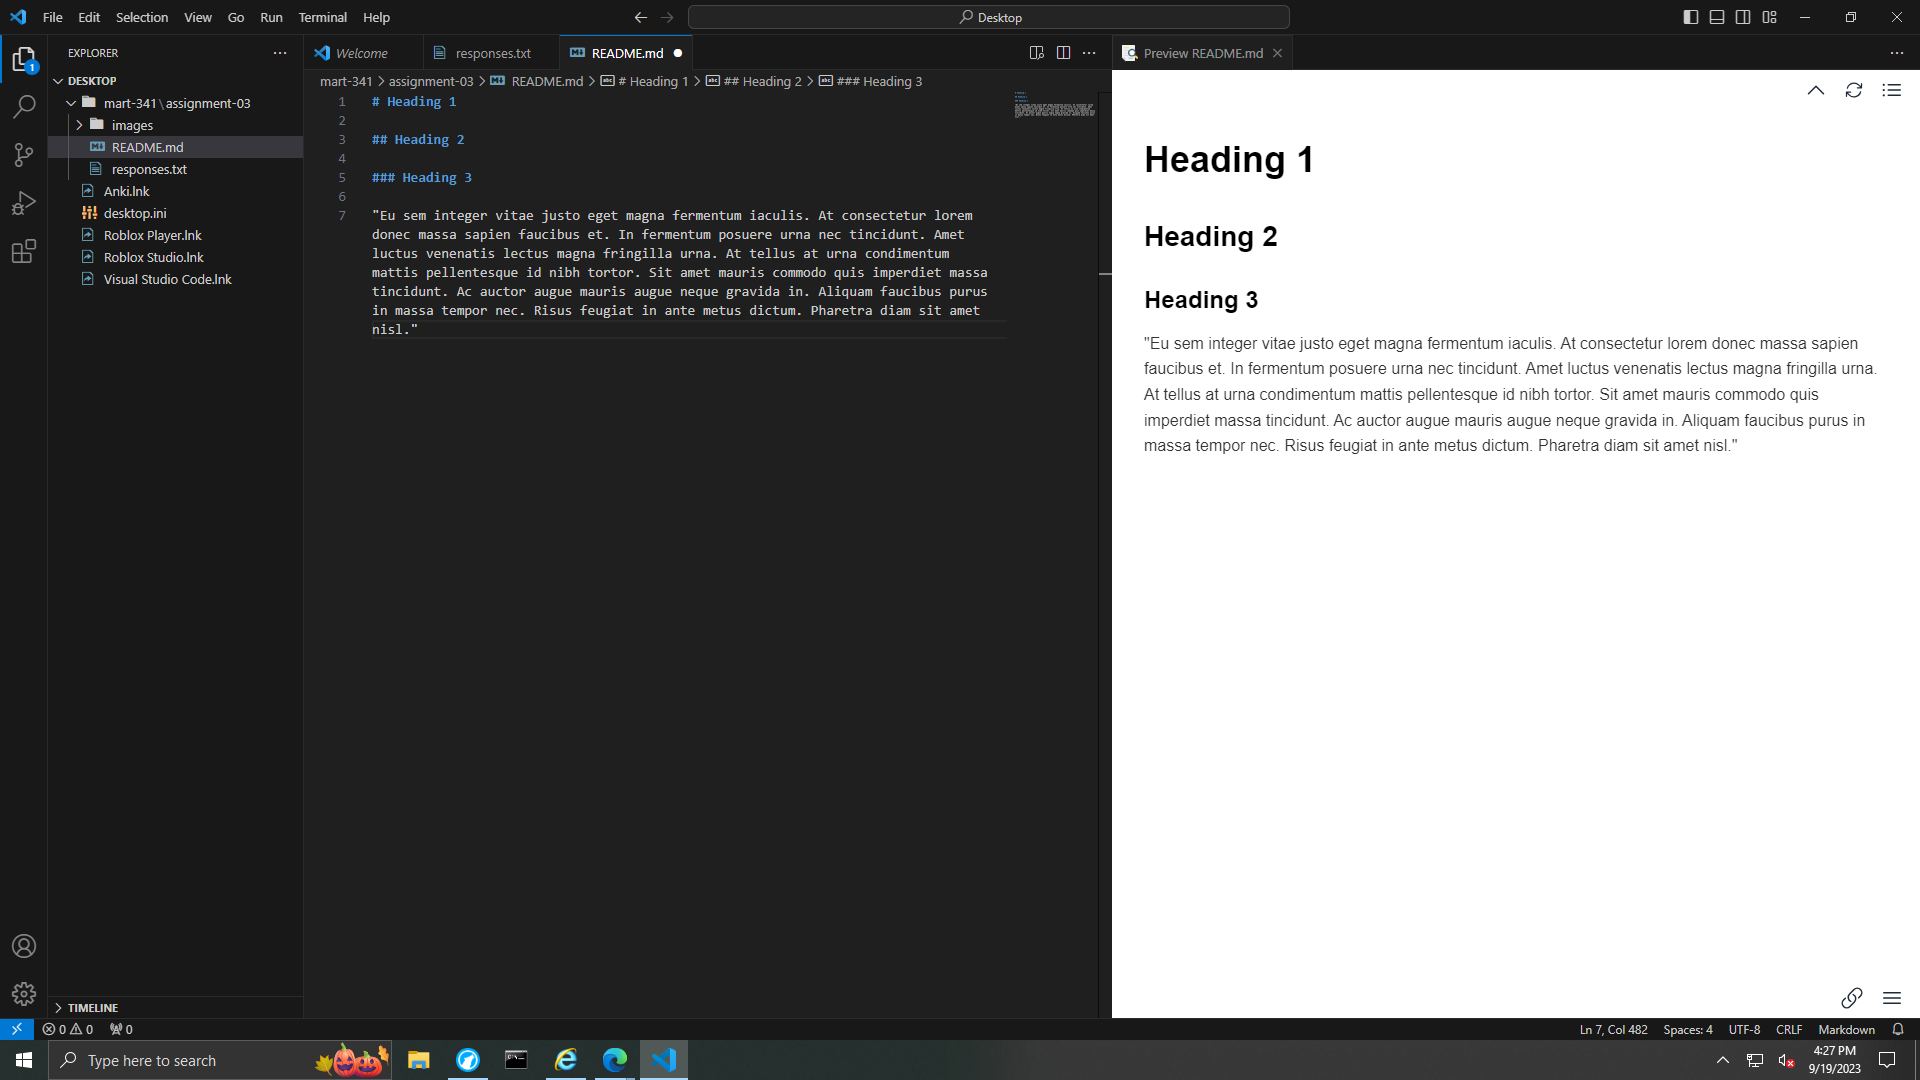 File Edit Selection View Go Run Terminal Help
Desktop
EXPLORER
DESKTOP
mart-341\assignment-03
images
README.md
responses.txt
Anki.lnk
desktop.ini
Roblox Player.lnk
Roblox Studio.lnk
Visual Studio Code.lnk
TIMELINE
Welcome responses.txt README.md
mart-341 > assignment-03 > README.md > # Heading 1 > ## Heading 2 > ### Heading 3
1 # Heading 1
2
3 ## Heading 2
4
5 ### Heading 3
6
7 "Eu sem integer vitae justo eget magna fermentum iaculis. At consectetur lorem
donec massa sapien faucibus et. In fermentum posuere urna nec tincidunt. Amet
luctus venenatis lectus magna fringilla urna. At tellus at urna condimentum
mattis pellentesque id nibh tortor. Sit amet mauris commodo quis imperdiet massa
tincidunt. Ac auctor augue mauris augue neque gravida in. Aliquam faucibus purus
in massa tempor nec. Risus feugiat in ante metus dictum. Pharetra diam sit amet
nisl."
Preview README.md
Heading 1
Heading 2
Heading 3
"Eu sem integer vitae justo eget magna fermentum iaculis. At consectetur lorem donec massa sapien
faucibus et. In fermentum posuere urna nec tincidunt. Amet luctus venenatis lectus magna fringilla urna.
At tellus at urna condimentum mattis pellentesque id nibh tortor. Sit amet mauris commodo quis
imperdiet massa tincidunt. Ac auctor augue mauris augue neque gravida in. Aliquam faucibus purus in
massa tempor nec. Risus feugiat in ante metus dictum. Pharetra diam sit amet nisl."
0 0 0
Ln 7, Col 482 Spaces: 4 UTF-8 CRLF Markdown
Type here to search
4:27 PM
9/19/2023